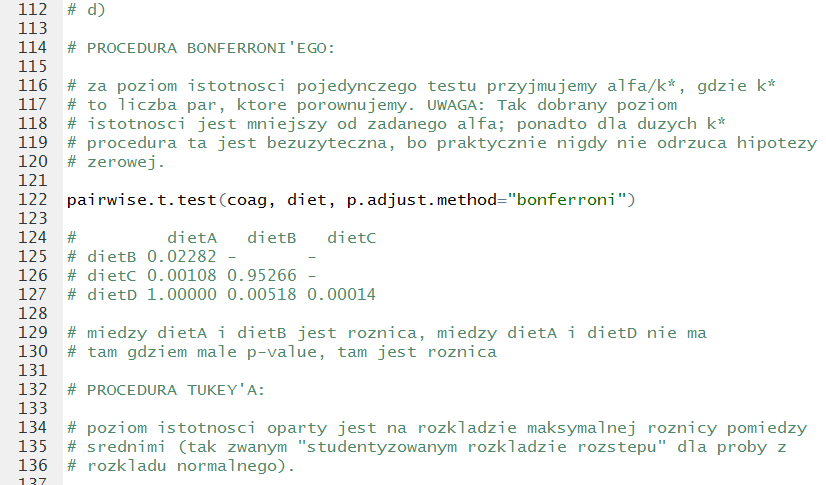 112 # d)
113
114 # PROCEDURA BONFERRONI'EGO:
115
116 # za poziom istotnosci pojedynczego testu przyjmujemy alfa/k*, gdzie k*
117 # to liczba par, ktore porownujemy. UWAGA: Tak dobrany poziom
118 # istotnosci jest mniejszy od zadanego alfa; ponadto dla duzych k*
119 # procedura ta jest bezuzyteczna, bo praktycznie nigdy nie odrzuca hipotezy
120 # zerowej.
121
122 pairwise.t.test(coag, diet, p.adjust.method="bonferroni")
123
124 #         dietA   dietB   dietC
125 # dietB 0.02282 -       -
126 # dietC 0.00108 0.95266 -
127 # dietD 1.00000 0.00518 0.00014
128
129 # miedzy dietA i dietB jest roznica, miedzy dietA i dietD nie ma
130 # tam gdziem male p-value, tam jest roznica
131
132 # PROCEDURA TUKEY'A:
133
134 # poziom istotnosci oparty jest na rozkladzie maksymalnej roznicy pomiedzy
135 # srednimi (tak zwanym "studentyzowanym rozkladzie rozstepu" dla proby z
136 # rozkladu normalnego).
137